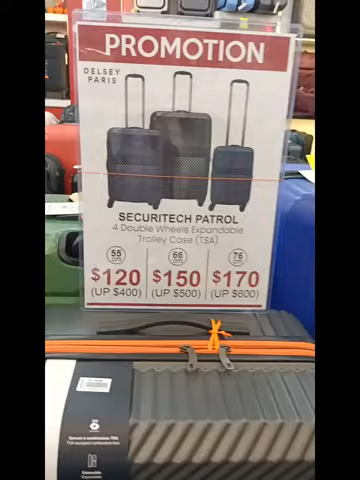 PROMOTION
DELSEY
PARIS
SECURITECH PATROL
4 Double Wheels Expandable
Trolley Case (TSA)
55 cm 66 cm 76 cm
$120 $150 $170
(UP $400) (UP $500) (UP $600)